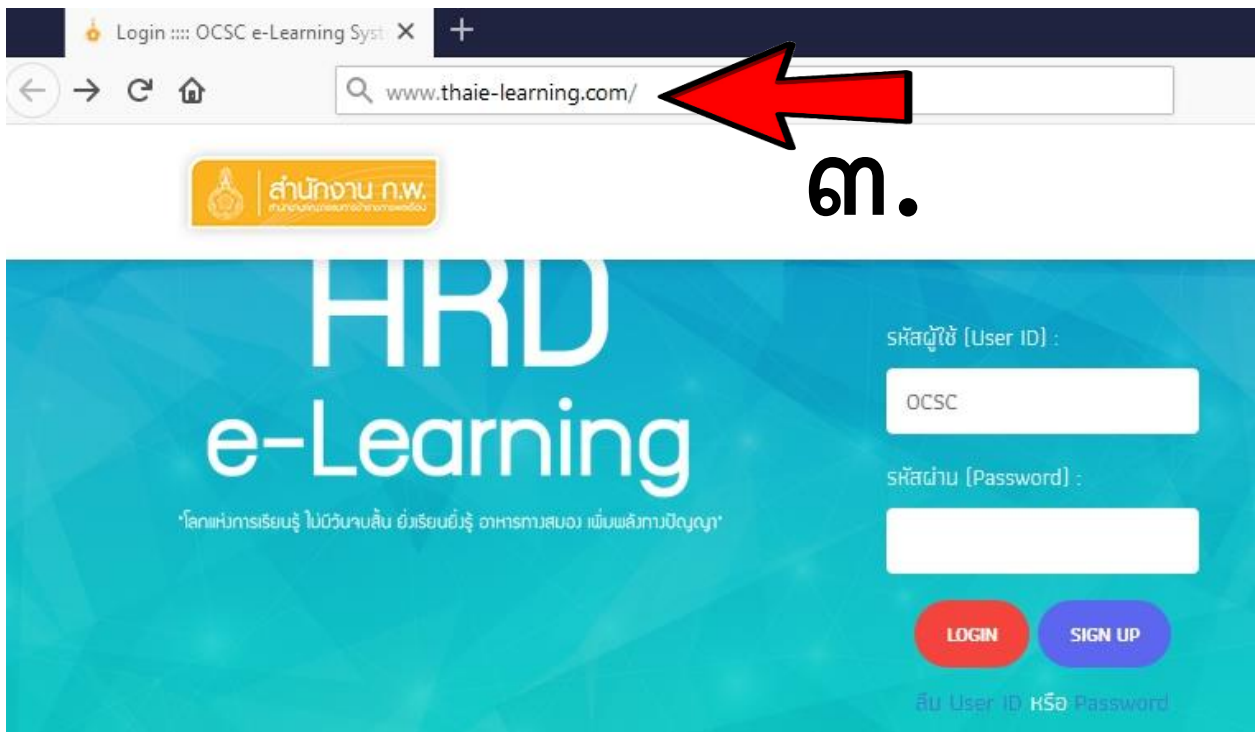 Login :::: OCSC e-Learning Syst
www.thaie-learning.com/
๓.
สำนักงาน ก.พ.
HRD
e-Learning
"โลกแห่งการเรียนรู้ ไม่มีวันจบสิ้น ยิ่งเรียนยิ่งรู้ อาหารทางสมอง เพิ่มพลังทางปัญญา"
รหัสผู้ใช้ (User ID) :
OCSC
รหัสผ่าน (Password) :
LOGIN SIGN UP
ลืม User ID หรือ Password